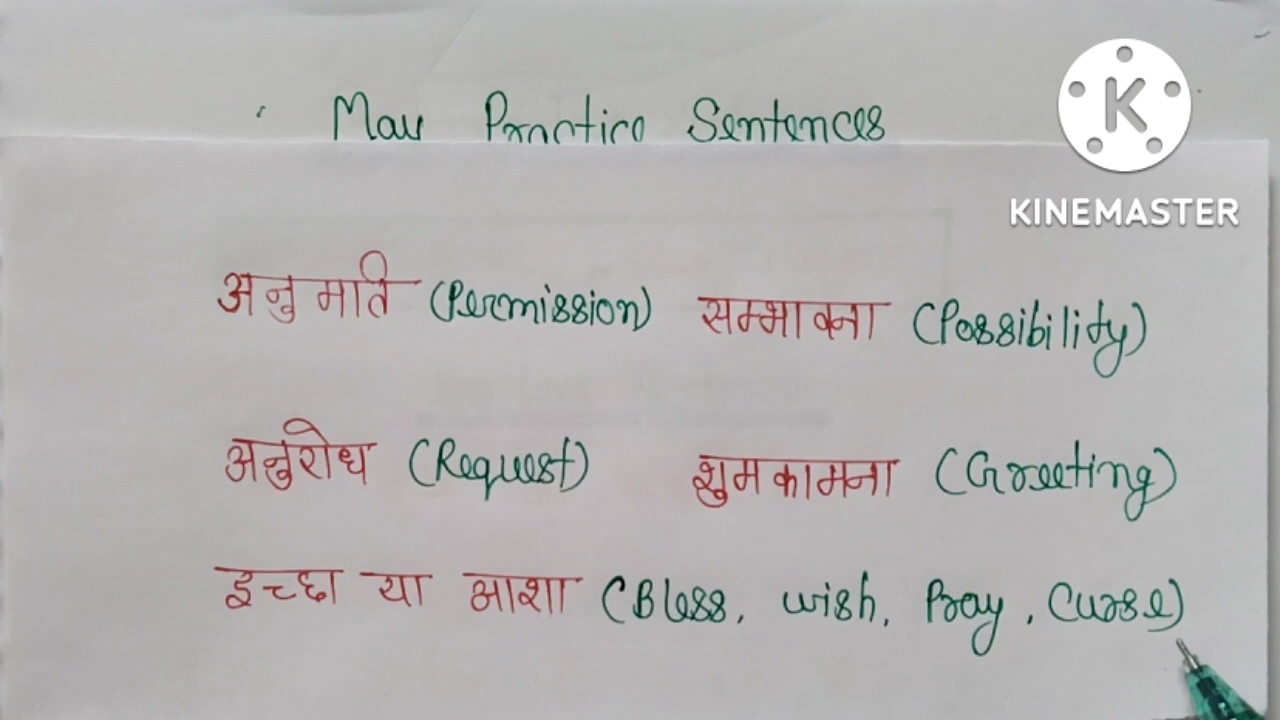 May Practice Sentences
KINEMASTER
अनुमति (Permission) सम्भावना (Possibility)
अनुरोध (Request) शुभकामना (Greeting)
इच्छा या आशा (Bless, wish, Pray, Curse)